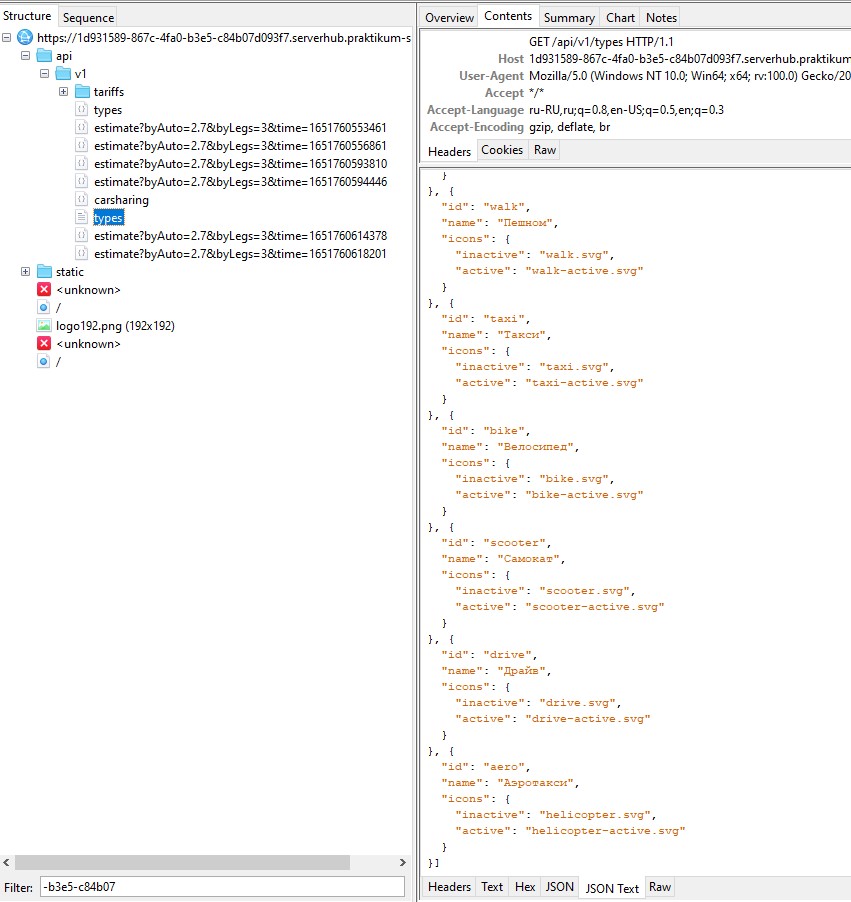 Structure
Sequence
https://1d931589-867c-4fa0-b3e5-c84b07d093f7.serverhub.praktikum-s
api
v1
tariffs
types
estimate?byAuto=2.7&byLegs=3&time=1651760553461
estimate?byAuto=2.7&byLegs=3&time=1651760556861
estimate?byAuto=2.7&byLegs=3&time=1651760593810
estimate?byAuto=2.7&byLegs=3&time=1651760594446
carsharing
types
estimate?byAuto=2.7&byLegs=3&time=1651760614378
estimate?byAuto=2.7&byLegs=3&time=1651760618201
static
<unknown>
/
logo192.png (192x192)
<unknown>
/
Filter: -b3e5-c84b07
Overview Contents Summary Chart Notes
GET /api/v1/types HTTP/1.1
Host 1d931589-867c-4fa0-b3e5-c84b07d093f7.serverhub.praktikum
User-Agent Mozilla/5.0 (Windows NT 10.0; Win64; x64; rv:100.0) Gecko/20
Accept */*
Accept-Language ru-RU,ru;q=0.8,en-US;q=0.5,en;q=0.3
Accept-Encoding gzip, deflate, br
Headers Cookies Raw
}
}, {
"id": "walk",
"name": "Пешком",
"icons": {
"inactive": "walk.svg",
"active": "walk-active.svg"
}
}, {
"id": "taxi",
"name": "Такси",
"icons": {
"inactive": "taxi.svg",
"active": "taxi-active.svg"
}
}, {
"id": "bike",
"name": "Велосипед",
"icons": {
"inactive": "bike.svg",
"active": "bike-active.svg"
}
}, {
"id": "scooter",
"name": "Самокат",
"icons": {
"inactive": "scooter.svg",
"active": "scooter-active.svg"
}
}, {
"id": "drive",
"name": "Драйв",
"icons": {
"inactive": "drive.svg",
"active": "drive-active.svg"
}
}, {
"id": "aero",
"name": "Аэротакси",
"icons": {
"inactive": "helicopter.svg",
"active": "helicopter-active.svg"
}
}]
Headers Text Hex JSON JSON Text Raw